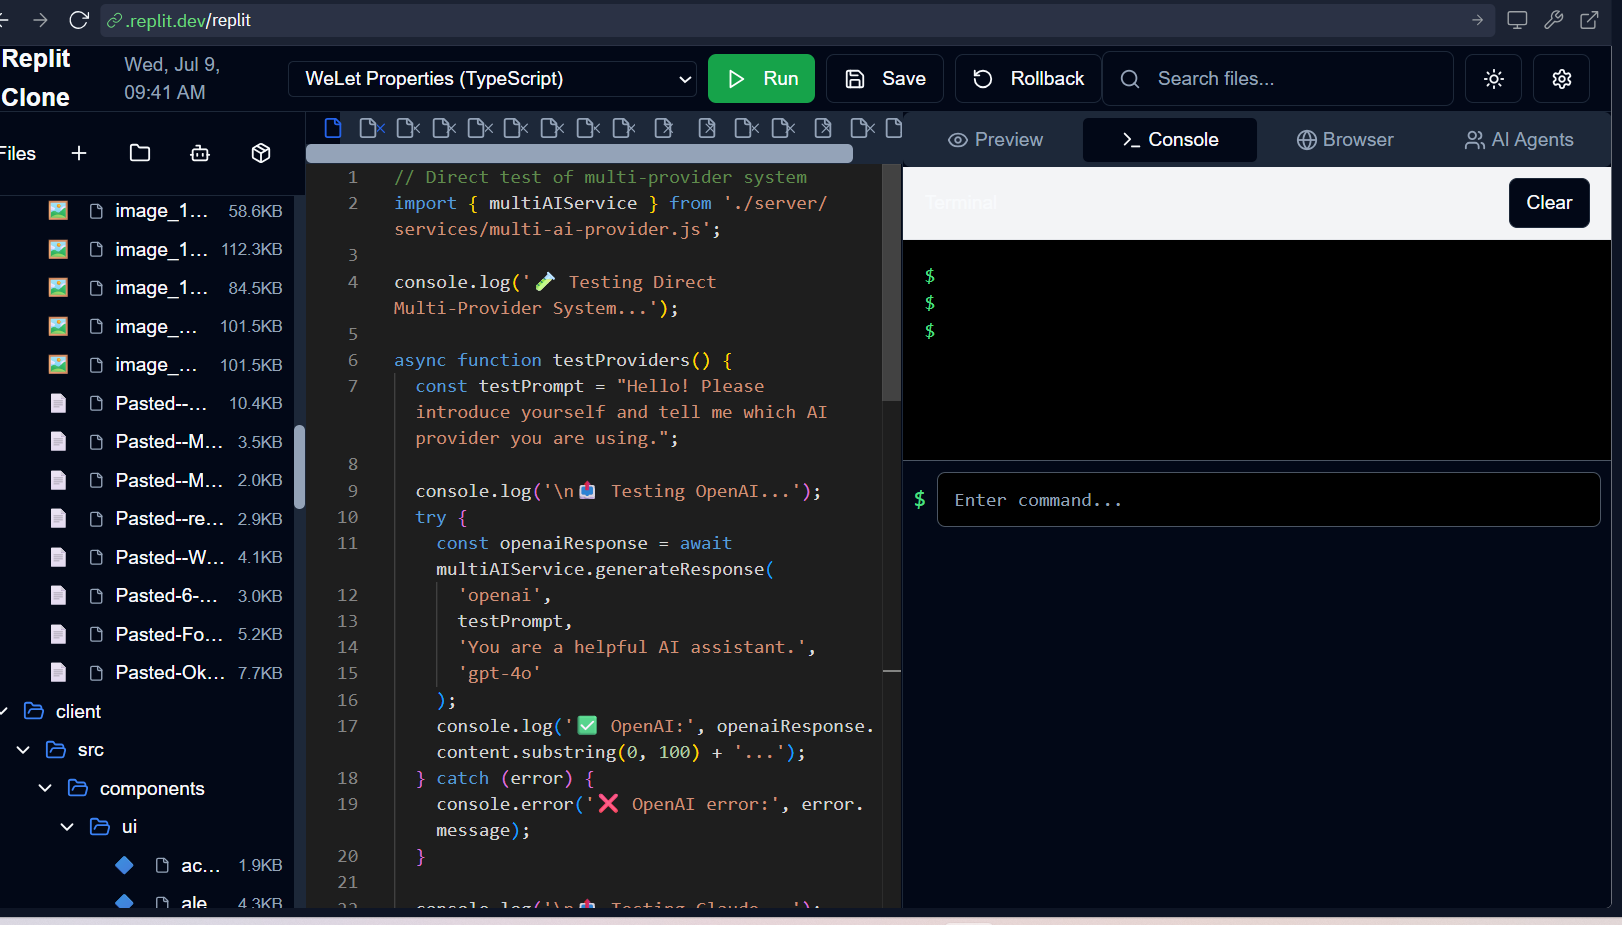 .replit.dev/replit
Replit
Clone
Wed, Jul 9,
09:41 AM
WeLet Properties (TypeScript)
Run
Save
Rollback
Search files...
Files
image_1... 58.6KB
image_1... 112.3KB
image_1... 84.5KB
image_... 101.5KB
image_... 101.5KB
Pasted--... 10.4KB
Pasted--M... 3.5KB
Pasted--M... 2.0KB
Pasted--re... 2.9KB
Pasted--W... 4.1KB
Pasted-6-... 3.0KB
Pasted-Fo... 5.2KB
Pasted-Ok... 7.7KB
client
src
components
ui
ac... 1.9KB
ale... 4.3KB
1 // Direct test of multi-provider system
2 import { multiAIService } from './server/
services/multi-ai-provider.js';
3
4 console.log('🧪 Testing Direct
Multi-Provider System...');
5
6 async function testProviders() {
7 const testPrompt = "Hello! Please
introduce yourself and tell me which AI
provider you are using.";
8
9 console.log('\n📤 Testing OpenAI...');
10 try {
11 const openaiResponse = await
multiAIService.generateResponse(
12 'openai',
13 testPrompt,
14 'You are a helpful AI assistant.',
15 'gpt-4o'
16 );
17 console.log('✅ OpenAI:', openaiResponse.
content.substring(0, 100) + '...');
18 } catch (error) {
19 console.error('❌ OpenAI error:', error.
message);
20 }
21
22 console.log('\n📤 Testing Claude...');
Preview
>_ Console
Browser
AI Agents
Terminal
Clear
$
$
$
$ Enter command...